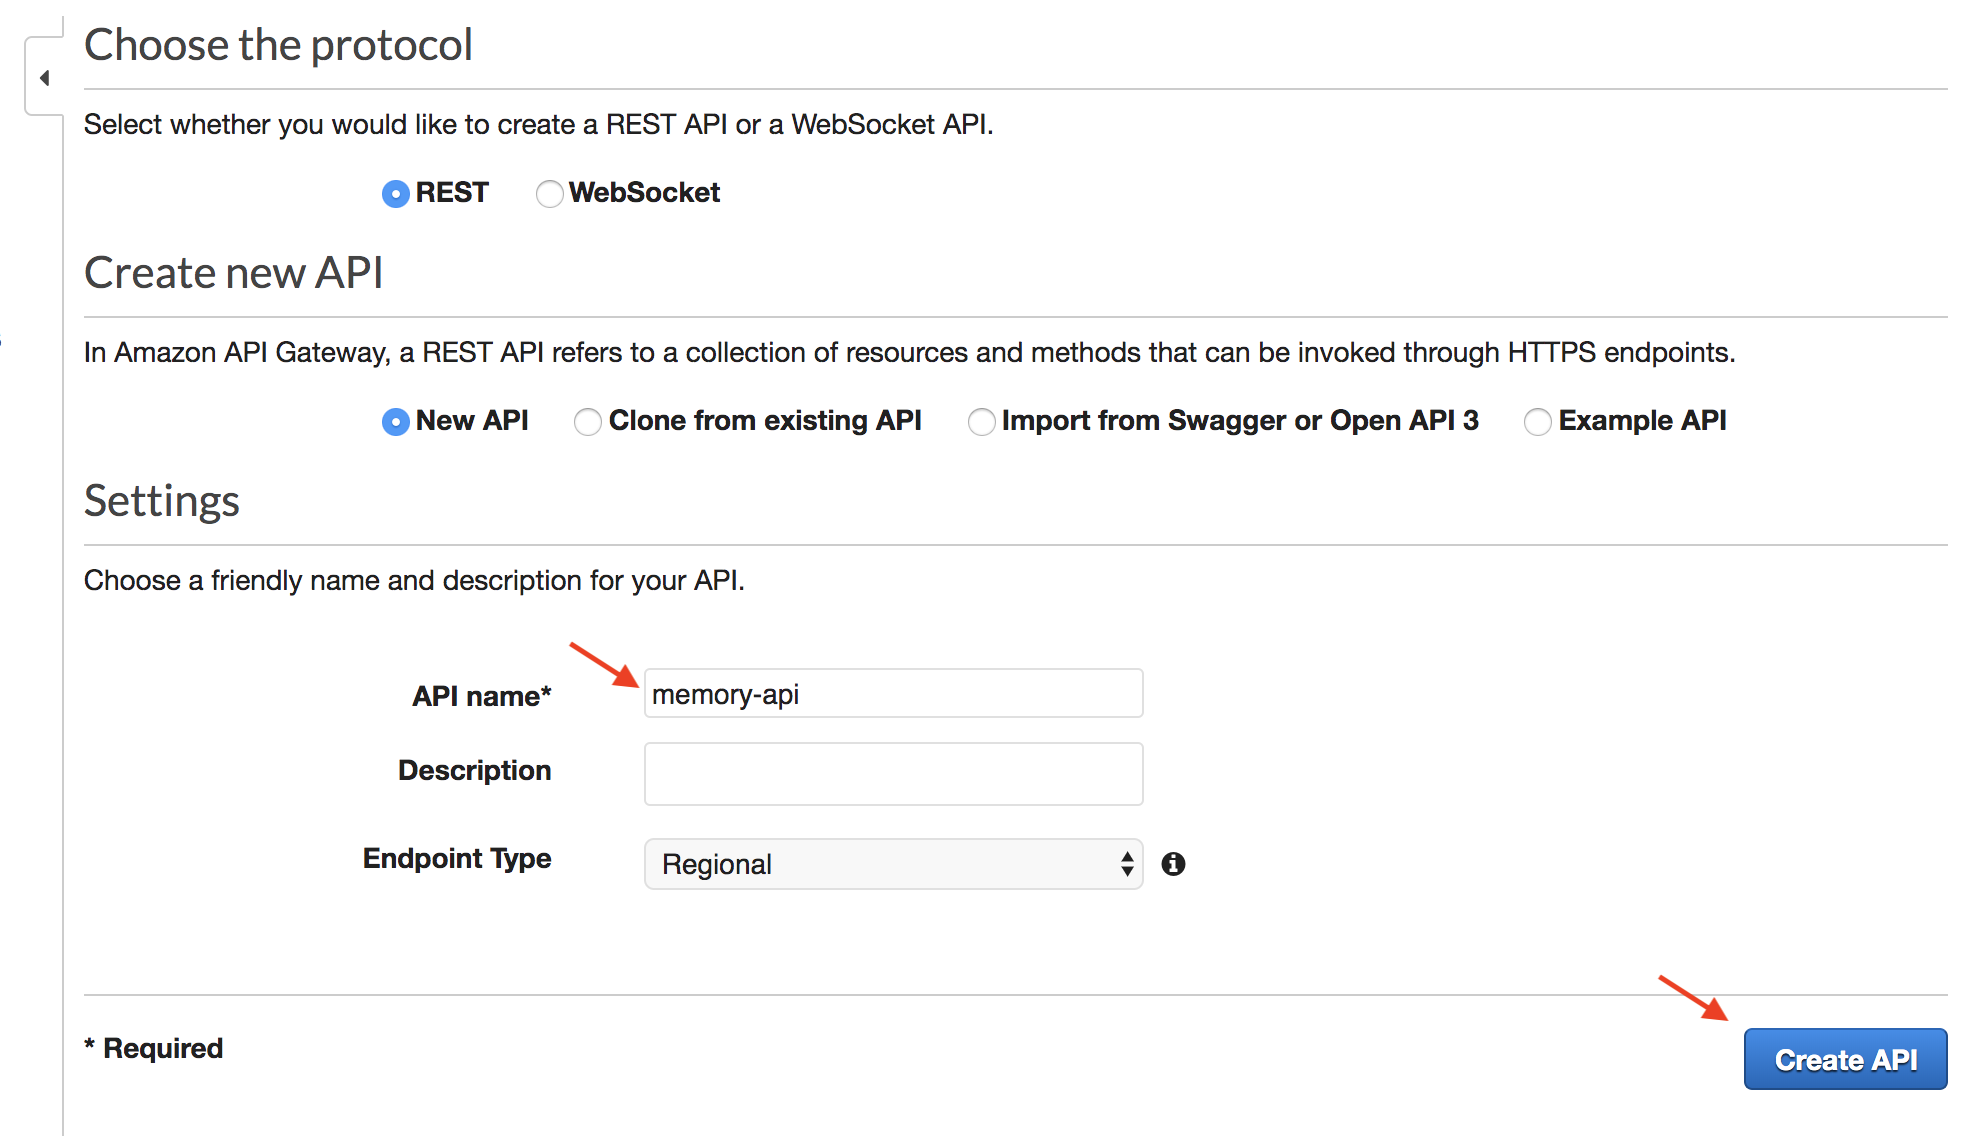 Choose the protocol
Select whether you would like to create a REST API or a WebSocket API.
REST WebSocket
Create new API
In Amazon API Gateway, a REST API refers to a collection of resources and methods that can be invoked through HTTPS endpoints.
New API Clone from existing API Import from Swagger or Open API 3 Example API
Settings
Choose a friendly name and description for your API.
API name* memory-api
Description
Endpoint Type Regional
* Required
Create API